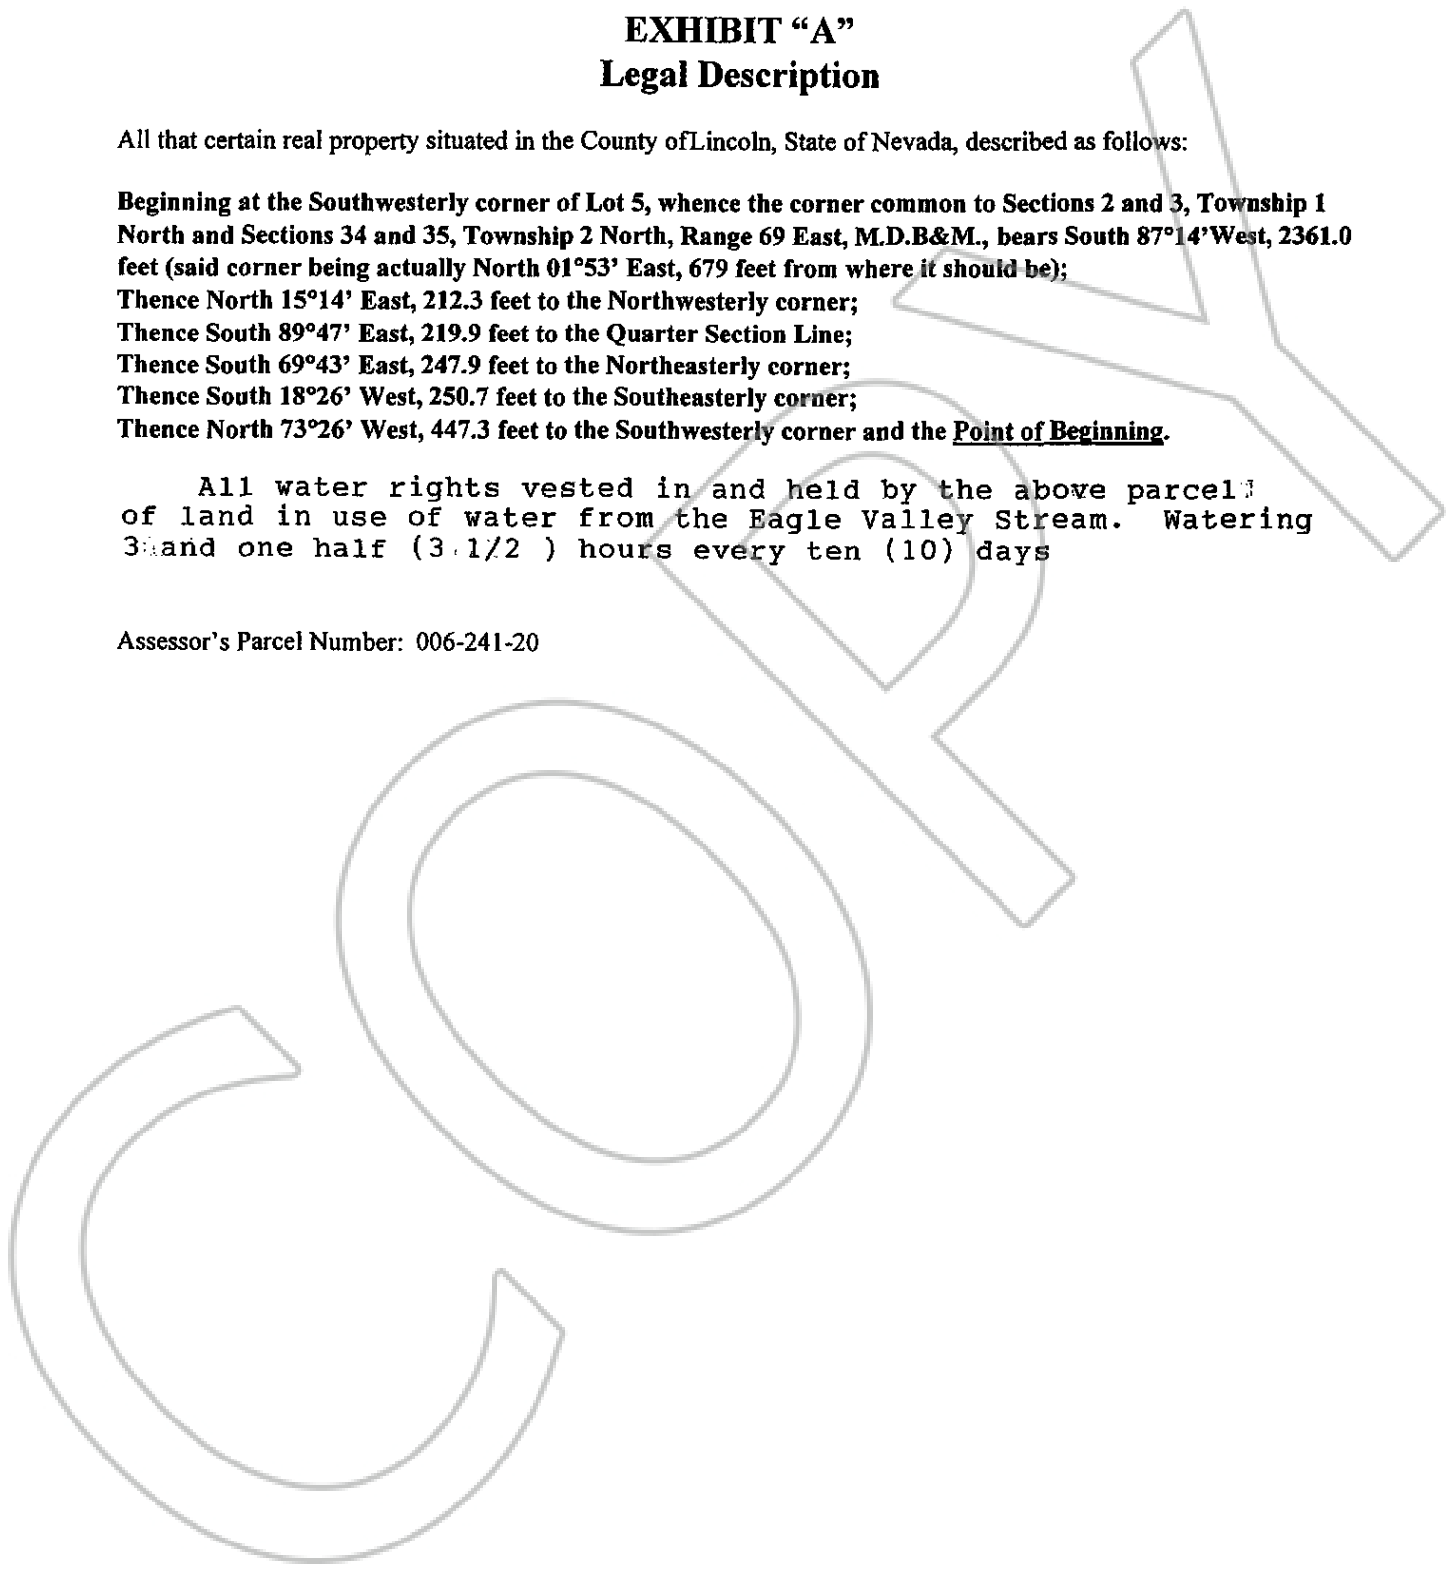 EXHIBIT “A”
Legal Description
All that certain real property situated in the County ofLincoln, State of Nevada, described as follows:
Beginning at the Southwesterly corner of Lot 5, whence the corner common to Sections 2 and 3, Township 1
North and Sections 34 and 35, Township 2 North, Range 69 East, M.D.B&M., bears South 87°14’West, 2361.0
feet (said corner being actually North 01°53’ East, 679 feet from where it should be);
Thence North 15°14’ East, 212.3 feet to the Northwesterly corner;
Thence South 89°47’ East, 219.9 feet to the Quarter Section Line;
Thence South 69°43’ East, 247.9 feet to the Northeasterly corner;
Thence South 18°26’ West, 250.7 feet to the Southeasterly corner;
Thence North 73°26’ West, 447.3 feet to the Southwesterly corner and the Point of Beginning.
All water rights vested in and held by the above parcel
of land in use of water from the Eagle Valley Stream. Watering
3 and one half (3 1/2 ) hours every ten (10) days
Assessor’s Parcel Number: 006-241-20
COPY